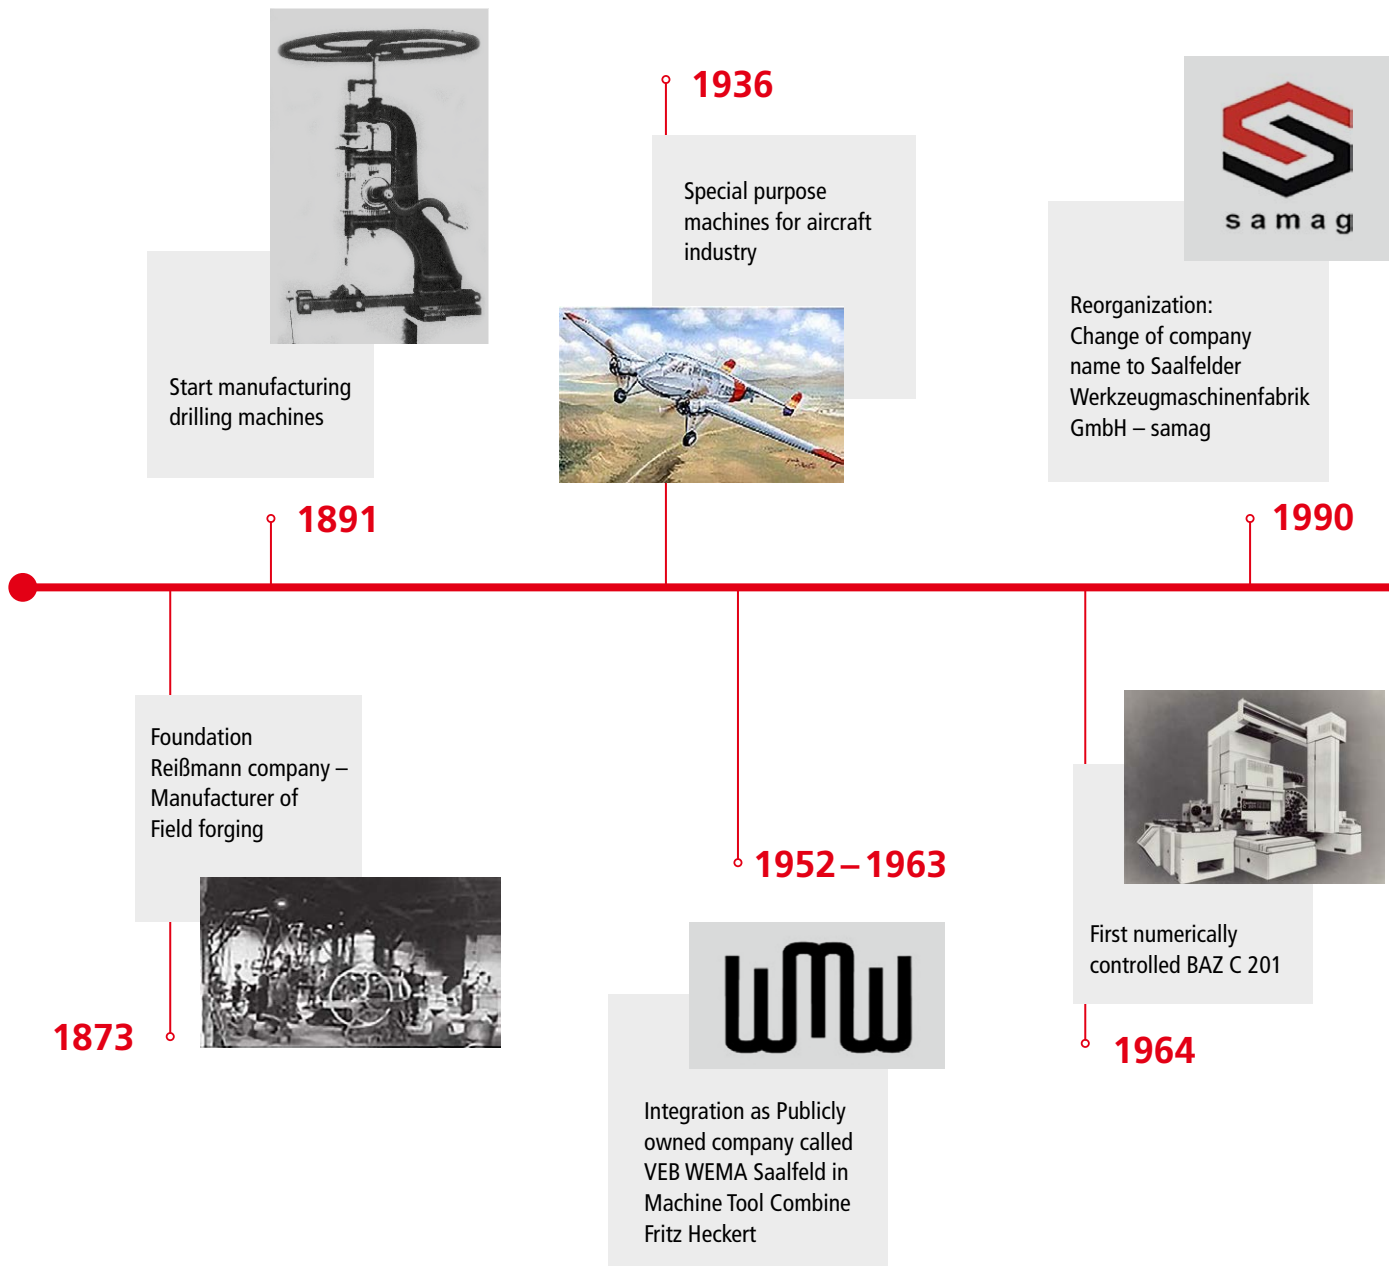 1891
Start manufacturing
drilling machines
1936
Special purpose
machines for aircraft
industry
samag
1990
Reorganization:
Change of company
name to Saalfelder
Werkzeugmaschinenfabrik
GmbH – samag
1873
Foundation
Reißmann company –
Manufacturer of
Field forging
1952 – 1963
wmw
Integration as Publicly
owned company called
VEB WEMA Saalfeld in
Machine Tool Combine
Fritz Heckert
First numerically
controlled BAZ C 201
1964